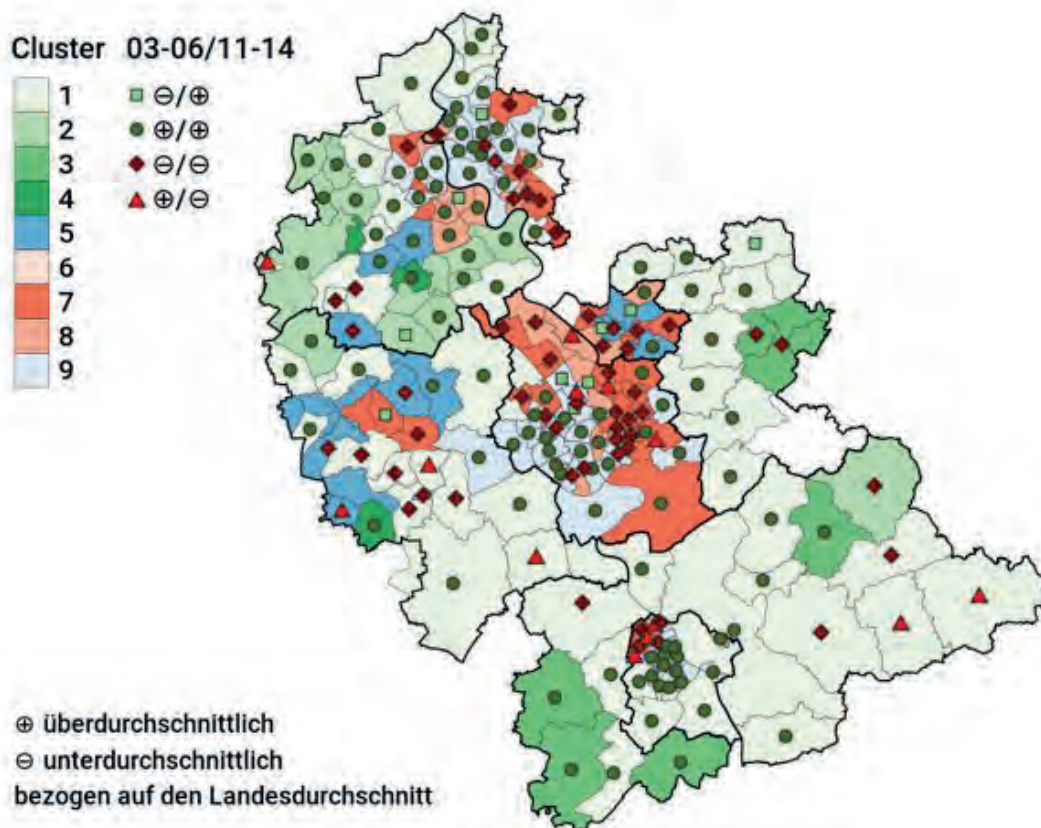 Cluster 03-06/11-14
1 ⊖/⊕
2 ⊕/⊕
3 ⊖/⊖
4 ⊕/⊖
5
6
7
8
9
⊕ überdurchschnittlich
⊖ unterdurchschnittlich
bezogen auf den Landesdurchschnitt